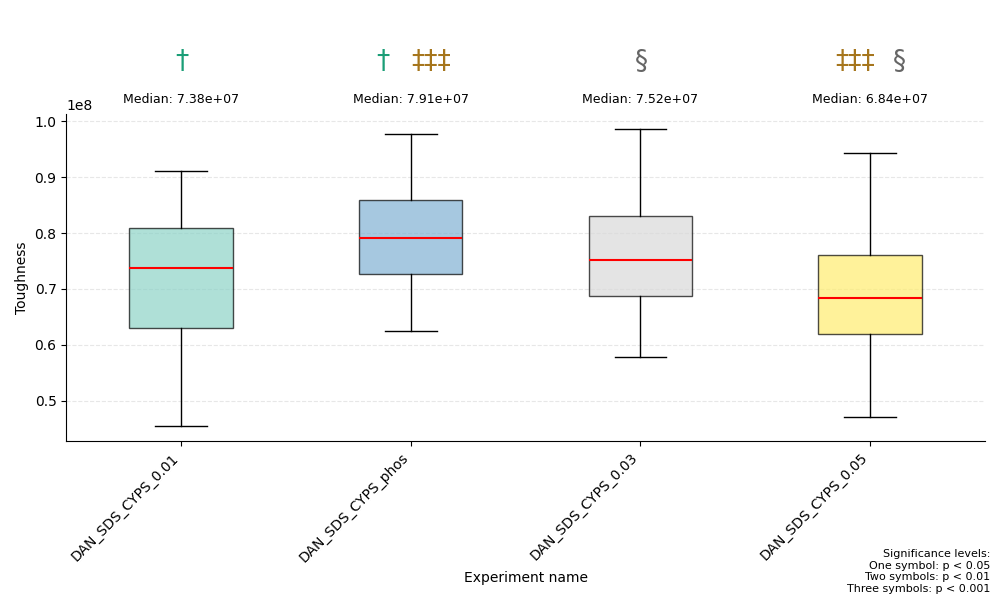 † † ‡‡‡ § ‡‡‡ §
Median: 7.38e+07 Median: 7.91e+07 Median: 7.52e+07 Median: 6.84e+07
1e8
1.0
0.9
0.8
0.7
0.6
0.5
Toughness
DAN_SDS_CYPS_0.01
DAN_SDS_CYPS_phos
DAN_SDS_CYPS_0.03
DAN_SDS_CYPS_0.05
Experiment name
Significance levels:
One symbol: p < 0.05
Two symbols: p < 0.01
Three symbols: p < 0.001